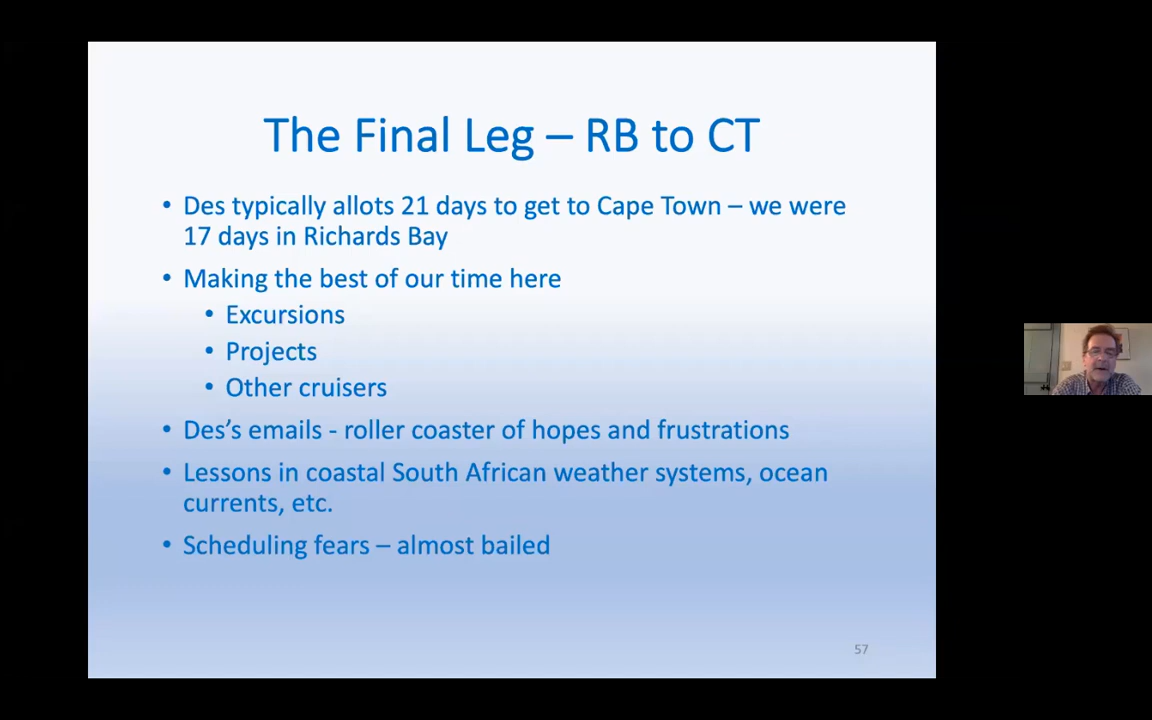 The Final Leg – RB to CT
• Des typically allots 21 days to get to Cape Town – we were
17 days in Richards Bay
• Making the best of our time here
• Excursions
• Projects
• Other cruisers
• Des’s emails - roller coaster of hopes and frustrations
• Lessons in coastal South African weather systems, ocean
currents, etc.
• Scheduling fears – almost bailed
57